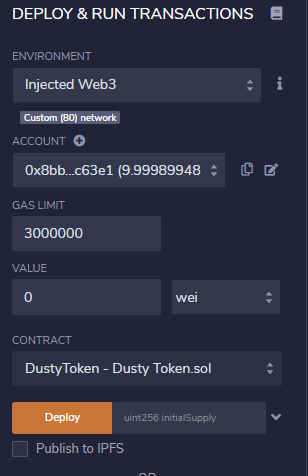 DEPLOY & RUN TRANSACTIONS
ENVIRONMENT
Injected Web3
Custom (80) network
ACCOUNT
0x8bb...c63e1 (9.99989948
GAS LIMIT
3000000
VALUE
0 wei
CONTRACT
DustyToken - Dusty Token.sol
Deploy uint256 initialSupply
Publish to IPFS
OR